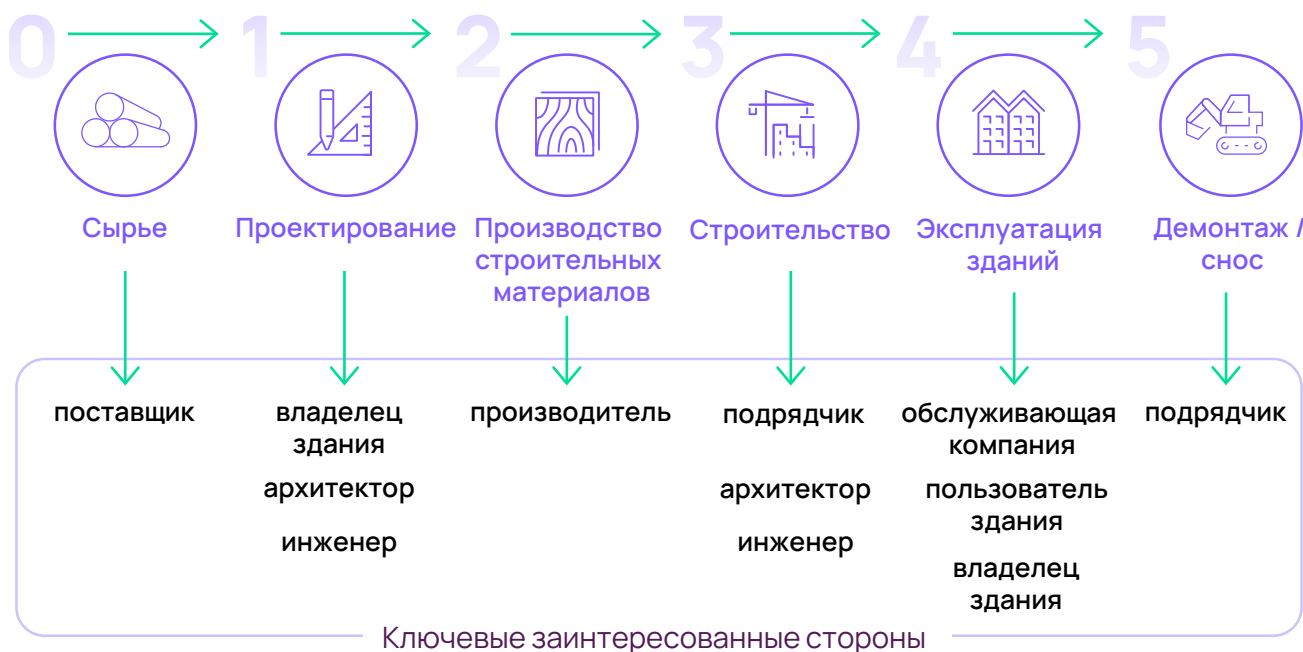 0 1 2 3 4 5
Сырье
Проектирование
Производство
строительных
материалов
Строительство
Эксплуатация
зданий
Демонтаж /
снос
поставщик
владелец
здания
архитектор
инженер
производитель
подрядчик
архитектор
инженер
обслуживающая
компания
пользователь
здания
владелец
здания
подрядчик
Ключевые заинтересованные стороны